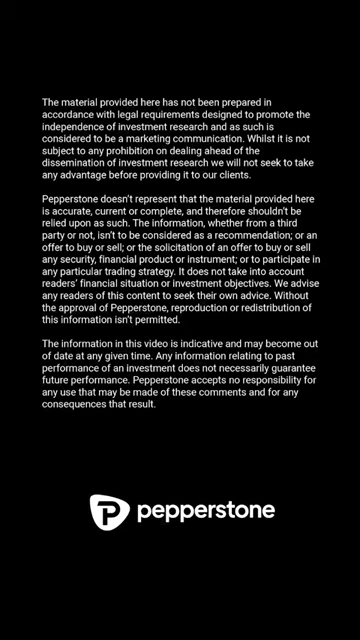 The material provided here has not been prepared in
accordance with legal requirements designed to promote the
independence of investment research and as such is
considered to be a marketing communication. Whilst it is not
subject to any prohibition on dealing ahead of the
dissemination of investment research we will not seek to take
any advantage before providing it to our clients.
Pepperstone doesn't represent that the material provided here
is accurate, current or complete, and therefore shouldn't be
relied upon as such. The information, whether from a third
party or not, isn't to be considered as a recommendation; or an
offer to buy or sell; or the solicitation of an offer to buy or sell
any security, financial product or instrument; or to participate in
any particular trading strategy. It does not take into account
readers' financial situation or investment objectives. We advise
any readers of this content to seek their own advice. Without
the approval of Pepperstone, reproduction or redistribution of
this information isn't permitted.
The information in this video is indicative and may become out
of date at any given time. Any information relating to past
performance of an investment does not necessarily guarantee
future performance. Pepperstone accepts no responsibility for
any use that may be made of these comments and for any
consequences that result.
pepperstone